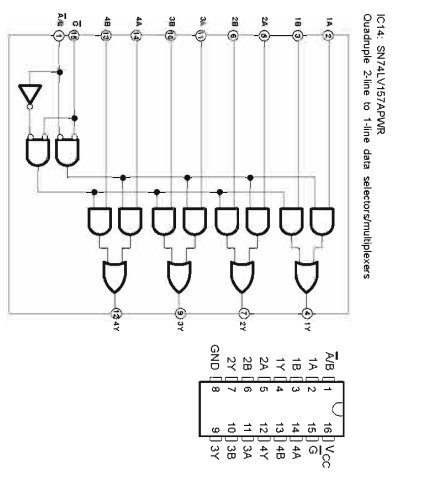 IC14; SN74LV157APWR
Quadruple 2-line to 1-line data selectors/multiplexers
1A 2
1B 3
4 1Y
2A 5
2B 6
7 2Y
3A 11
3B 10
9 3Y
4A 14
4B 13
12 4Y
G̅ 15
A̅/B 1
A̅/B 1 16 VCC
1A 2 15 G̅
1B 3 14 4A
1Y 4 13 4B
2A 5 12 4Y
2B 6 11 3A
2Y 7 10 3B
GND 8 9 3Y